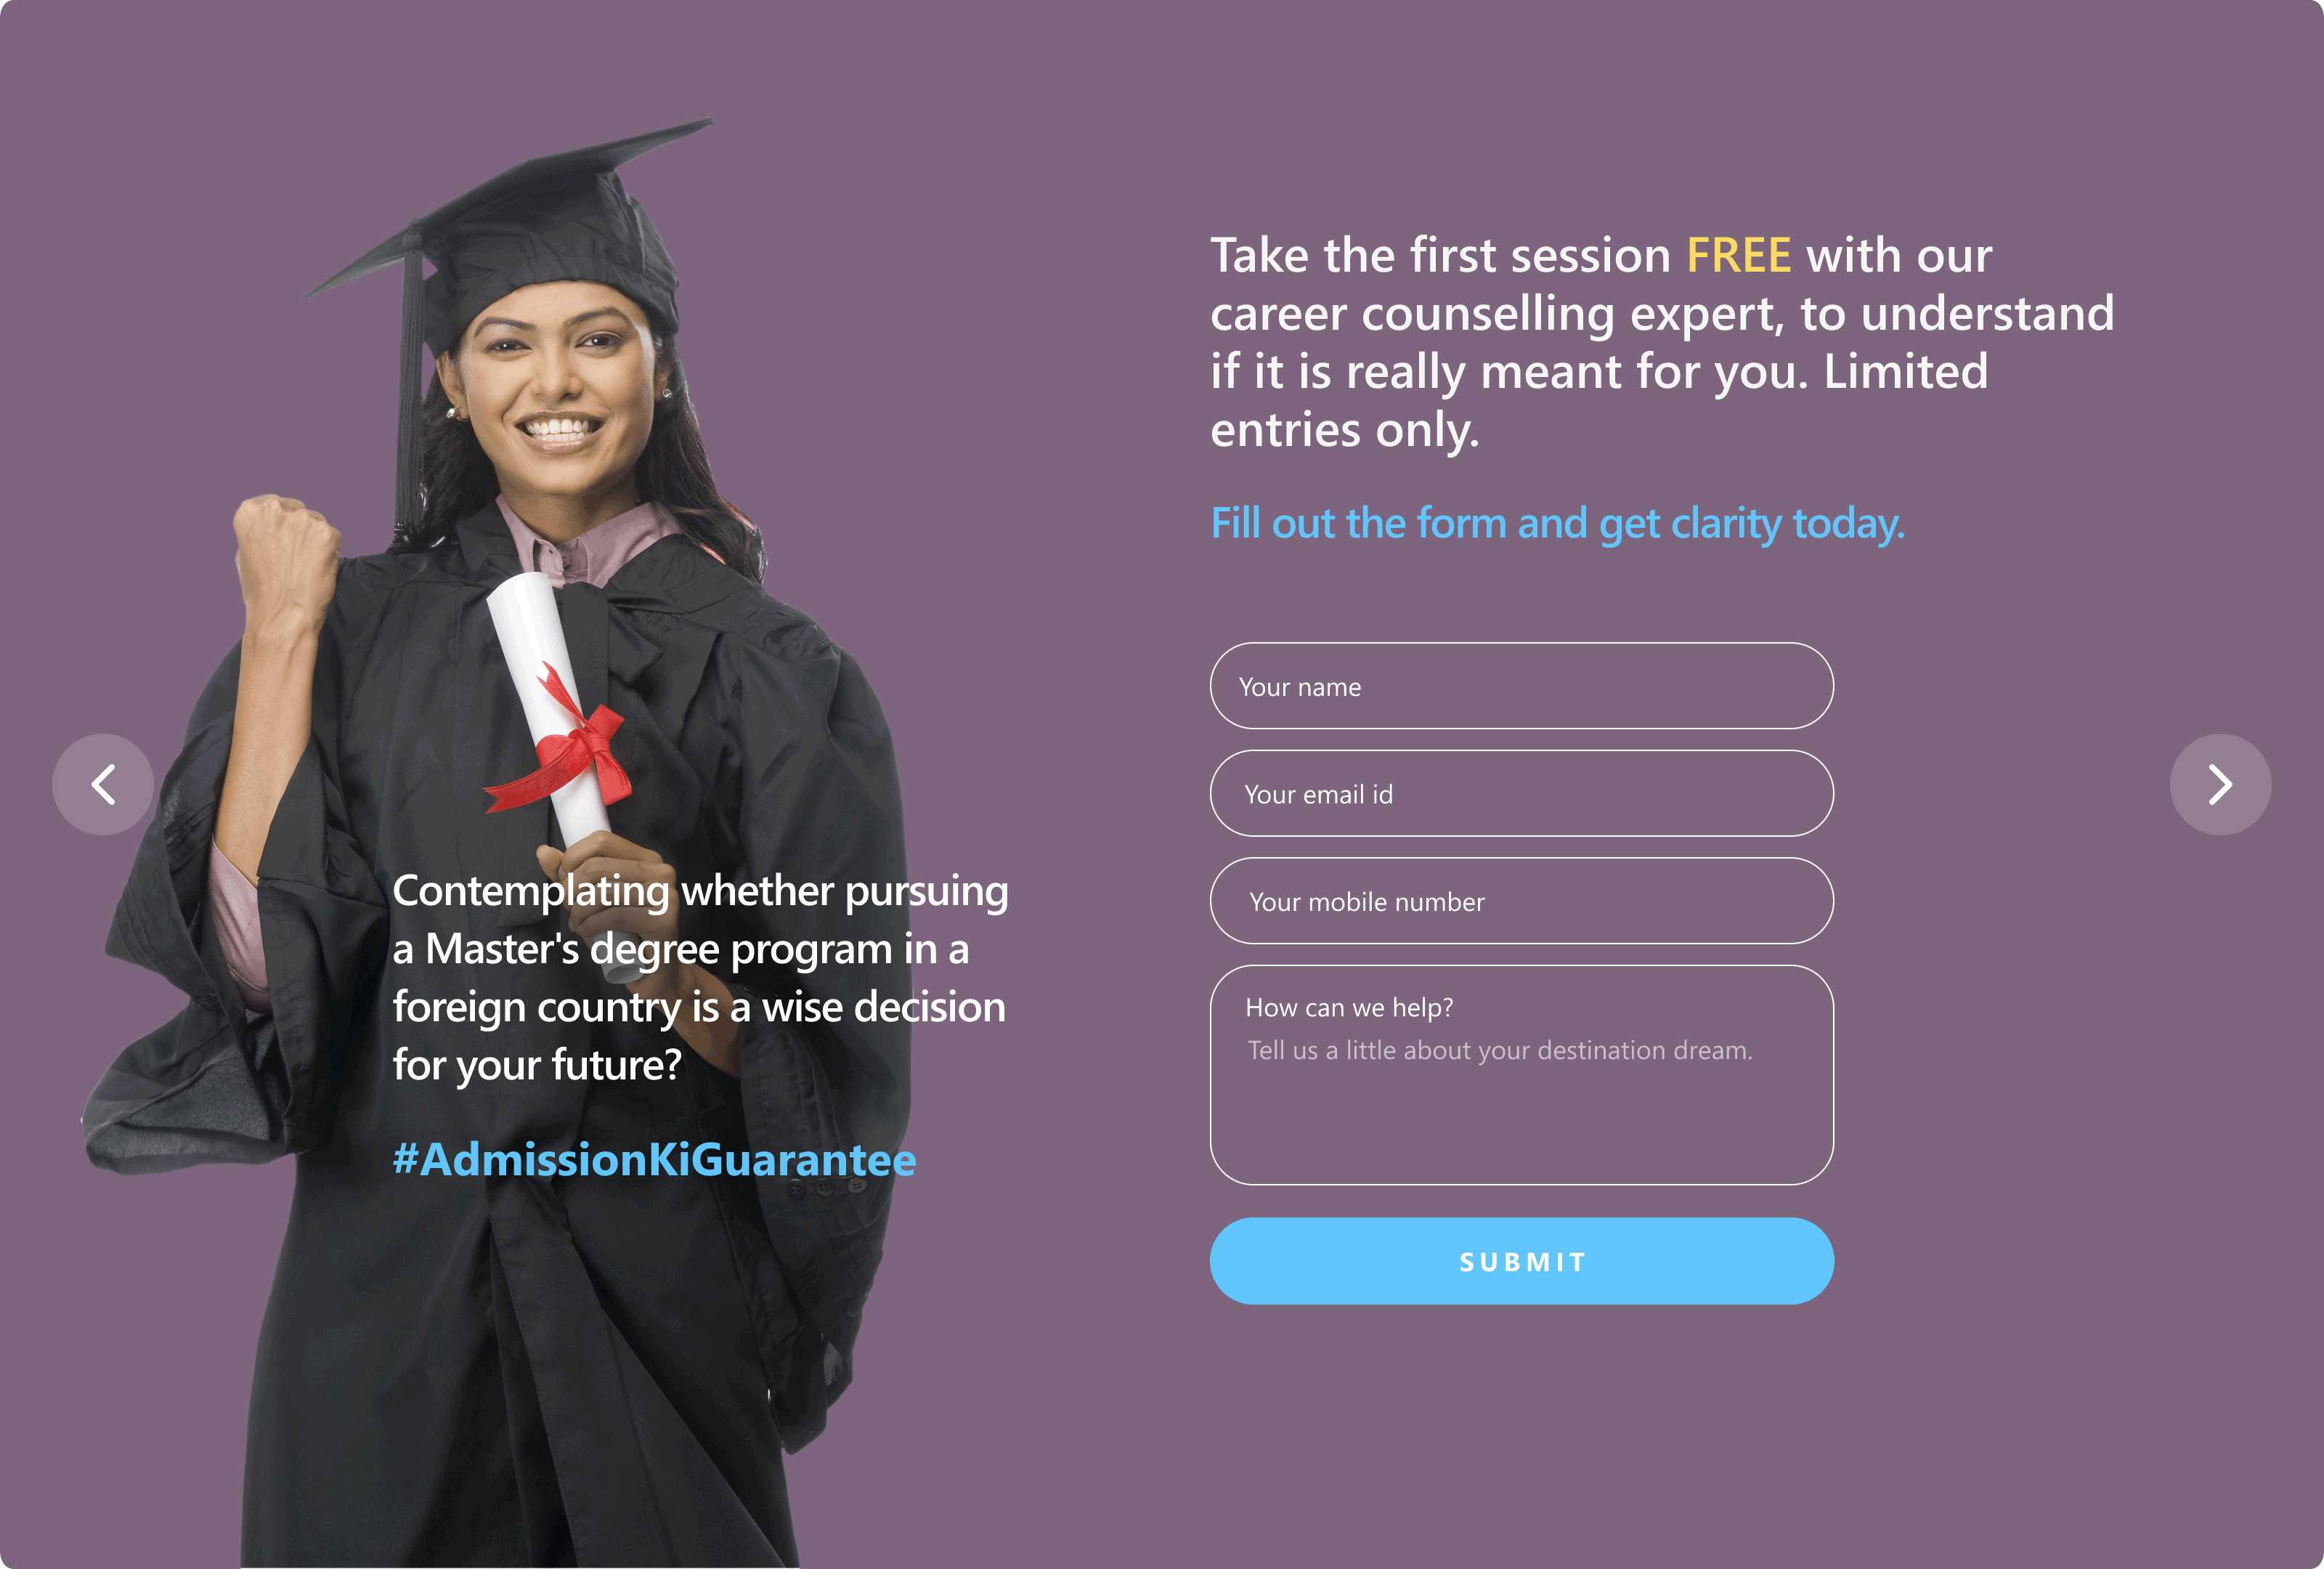 Take the first session FREE with our
career counselling expert, to understand
if it is really meant for you. Limited
entries only.
Fill out the form and get clarity today.
Your name
Your email id
Your mobile number
How can we help?
Tell us a little about your destination dream.
SUBMIT
Contemplating whether pursuing
a Master's degree program in a
foreign country is a wise decision
for your future?
#AdmissionKiGuarantee